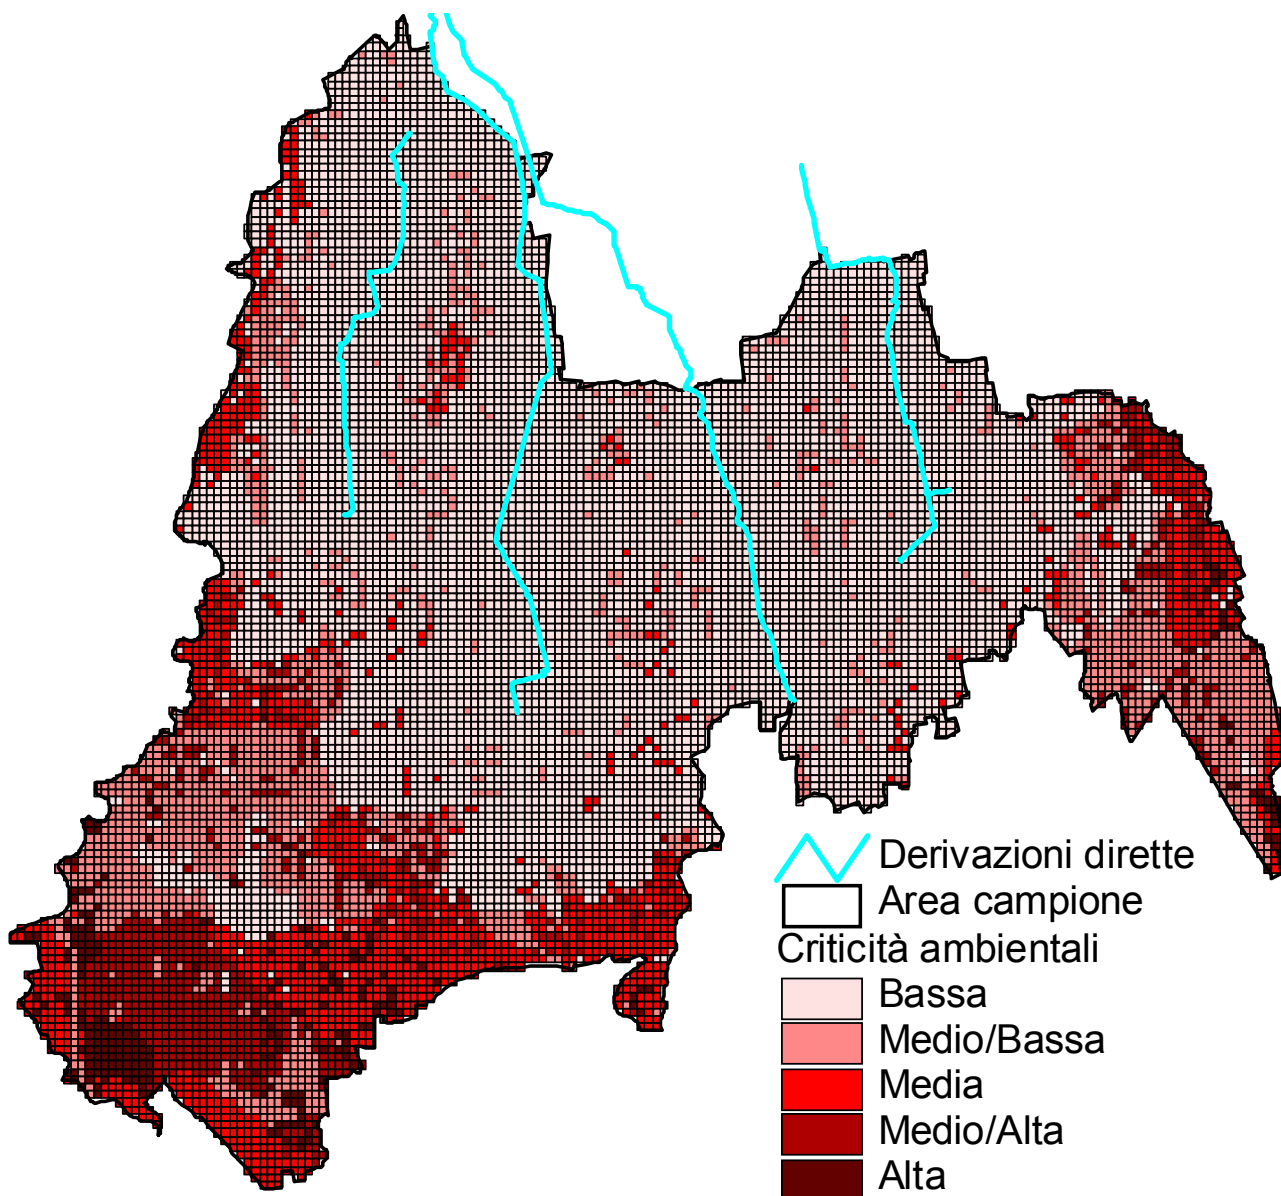 Derivazioni dirette
Area campione
Criticità ambientali
Bassa
Medio/Bassa
Media
Medio/Alta
Alta